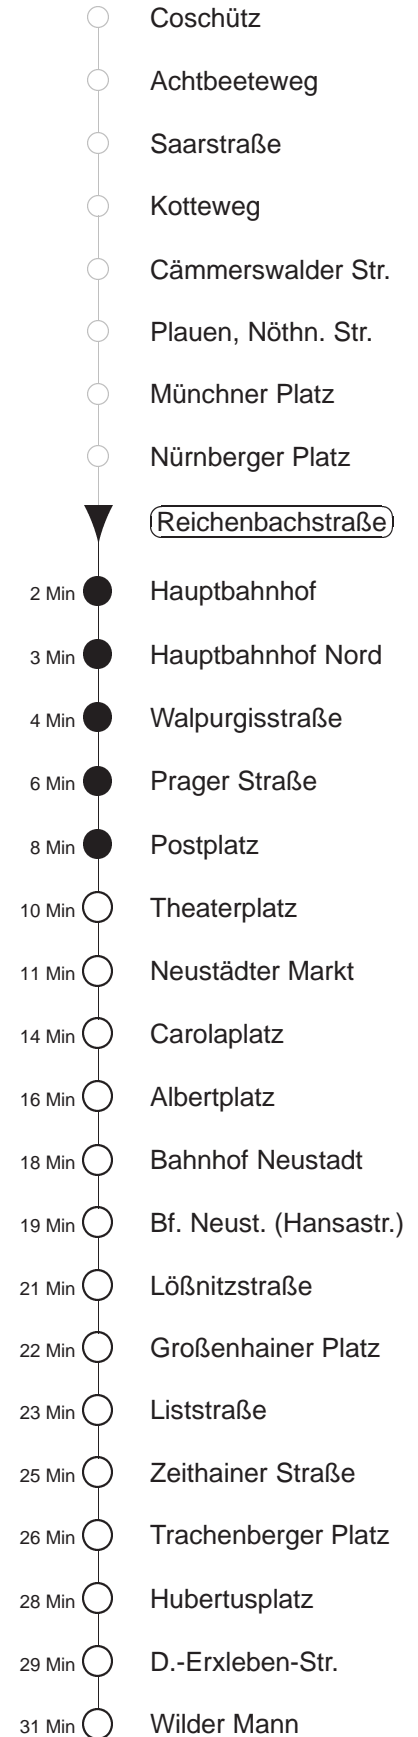 Coschütz
Achtbeeteweg
Saarstraße
Kotteweg
Cämmerswalder Str.
Plauen, Nöthn. Str.
Münchner Platz
Nürnberger Platz
Reichenbachstraße
2 Min Hauptbahnhof
3 Min Hauptbahnhof Nord
4 Min Walpurgisstraße
6 Min Prager Straße
8 Min Postplatz
10 Min Theaterplatz
11 Min Neustädter Markt
14 Min Carolaplatz
16 Min Albertplatz
18 Min Bahnhof Neustadt
19 Min Bf. Neust. (Hansastr.)
21 Min Lößnitzstraße
22 Min Großenhainer Platz
23 Min Liststraße
25 Min Zeithainer Straße
26 Min Trachenberger Platz
28 Min Hubertusplatz
29 Min D.-Erxleben-Str.
31 Min Wilder Mann